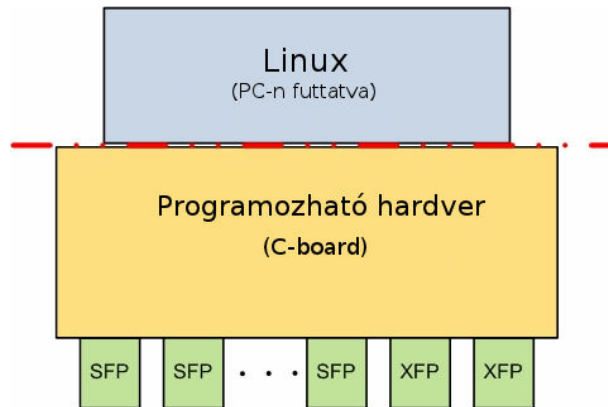 Linux
(PC-n futtatva)
Programozható hardver
(C-board)
SFP SFP . . . SFP XFP XFP